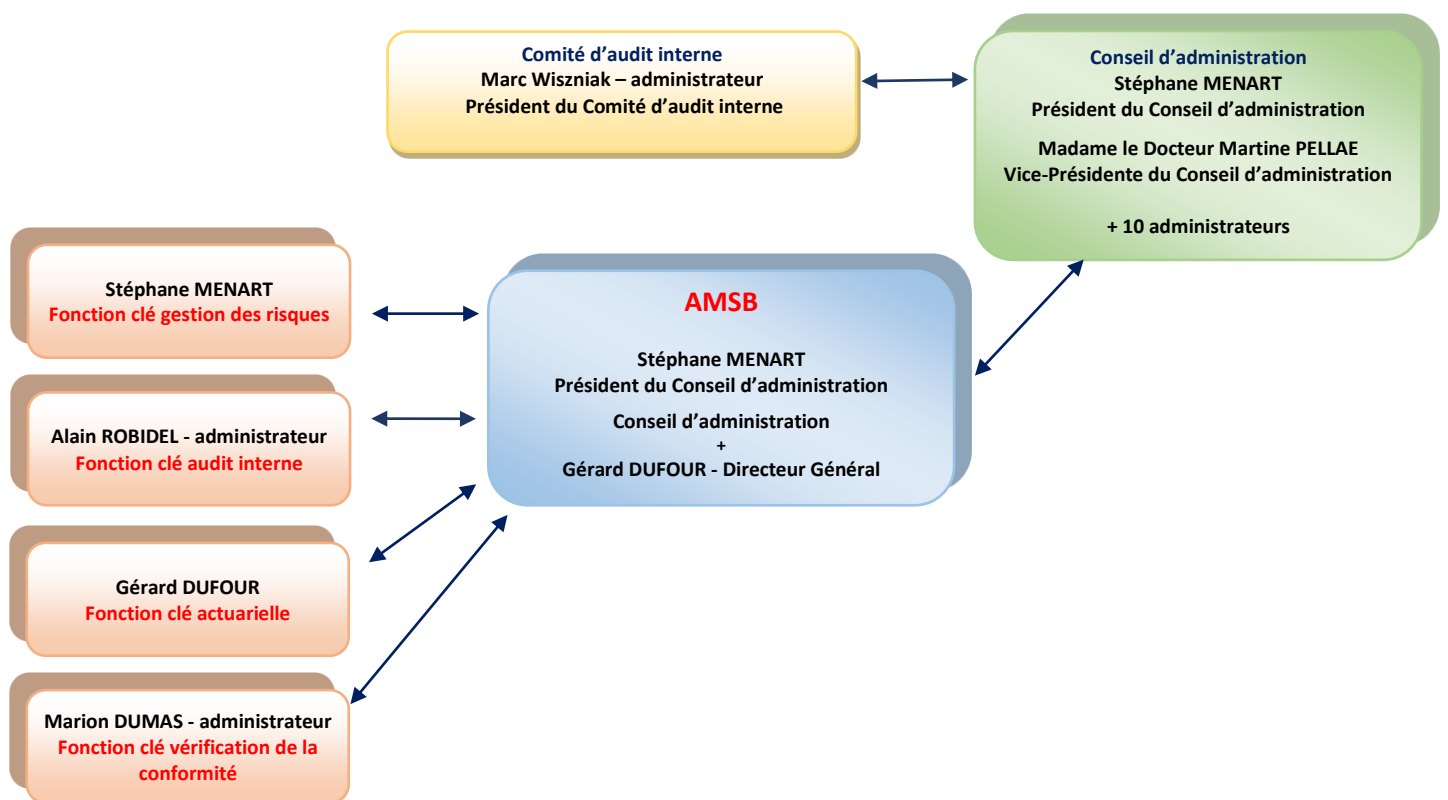 Comité d’audit interne
Marc Wiszniak – administrateur
Président du Comité d’audit interne
Conseil d’administration
Stéphane MENART
Président du Conseil d’administration
Madame le Docteur Martine PELLAE
Vice-Présidente du Conseil d’administration
+ 10 administrateurs
Stéphane MENART
Fonction clé gestion des risques
Alain ROBIDEL - administrateur
Fonction clé audit interne
Gérard DUFOUR
Fonction clé actuarielle
Marion DUMAS - administrateur
Fonction clé vérification de la
conformité
AMSB
Stéphane MENART
Président du Conseil d’administration
Conseil d’administration
+
Gérard DUFOUR - Directeur Général